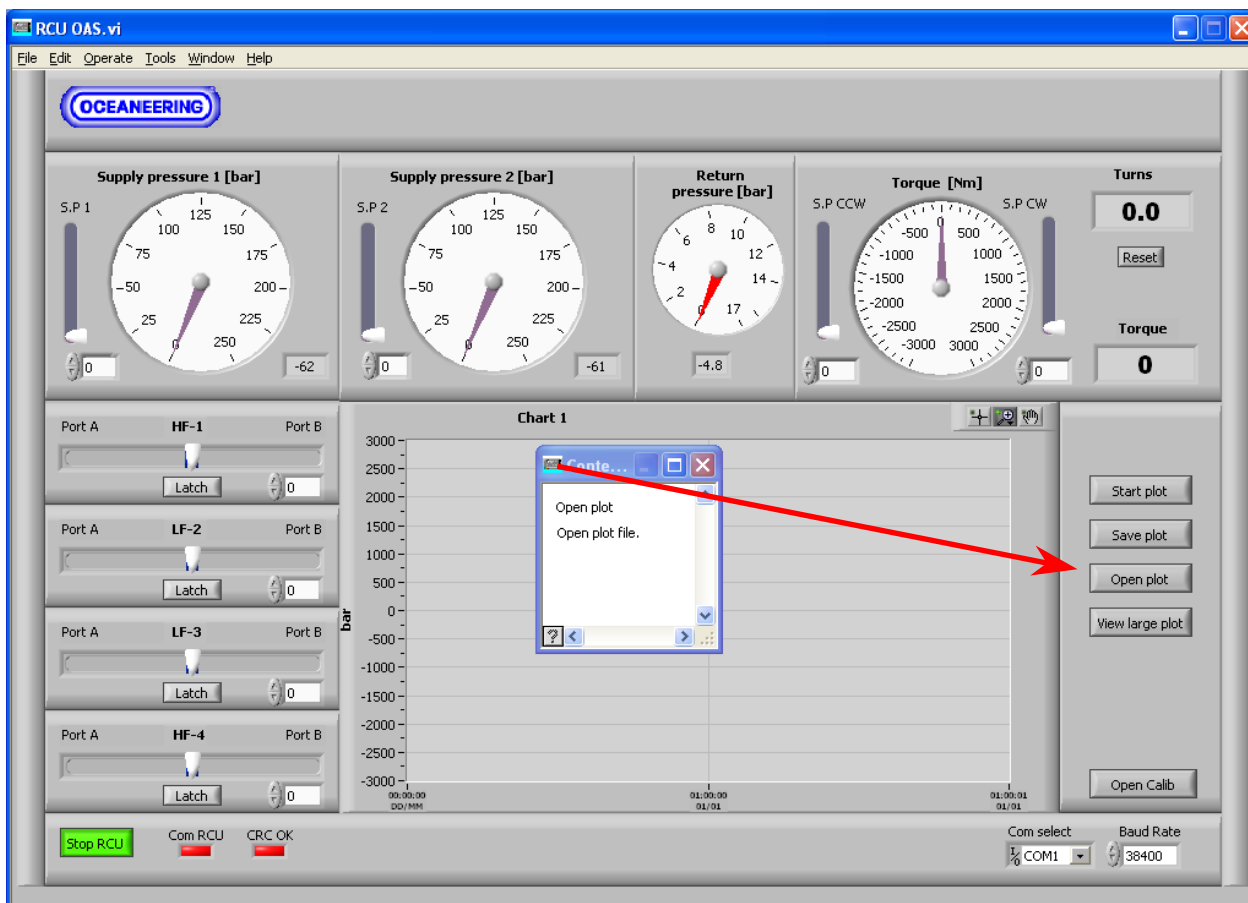 RCU OAS.vi
File Edit Operate Tools Window Help
OCEANEERING
Supply pressure 1 [bar]
S.P 1
0 25 50 75 100 125 150 175 200 225 250
0
-62
Supply pressure 2 [bar]
S.P 2
0 25 50 75 100 125 150 175 200 225 250
0
-61
Return
pressure [bar]
0 2 4 6 8 10 12 14 17
-4.8
Torque [Nm]
S.P CCW
S.P CW
-3000 -2500 -2000 -1500 -1000 -500 0 500 1000 1500 2000 2500 3000
0
0
Turns
0.0
Reset
Torque
0
Port A HF-1 Port B
Latch 0
Port A LF-2 Port B
Latch 0
Port A LF-3 Port B
Latch 0
Port A HF-4 Port B
Latch 0
Chart 1
bar
3000
2500
2000
1500
1000
500
0
-500
-1000
-1500
-2000
-2500
-3000
00:00:00 01:00:00 01:00:01
DD/MM 01/01 01/01
Conte...
Open plot
Open plot file.
?
Start plot
Save plot
Open plot
View large plot
Open Calib
Stop RCU
Com RCU
CRC OK
Com select
I/O COM1
Baud Rate
38400